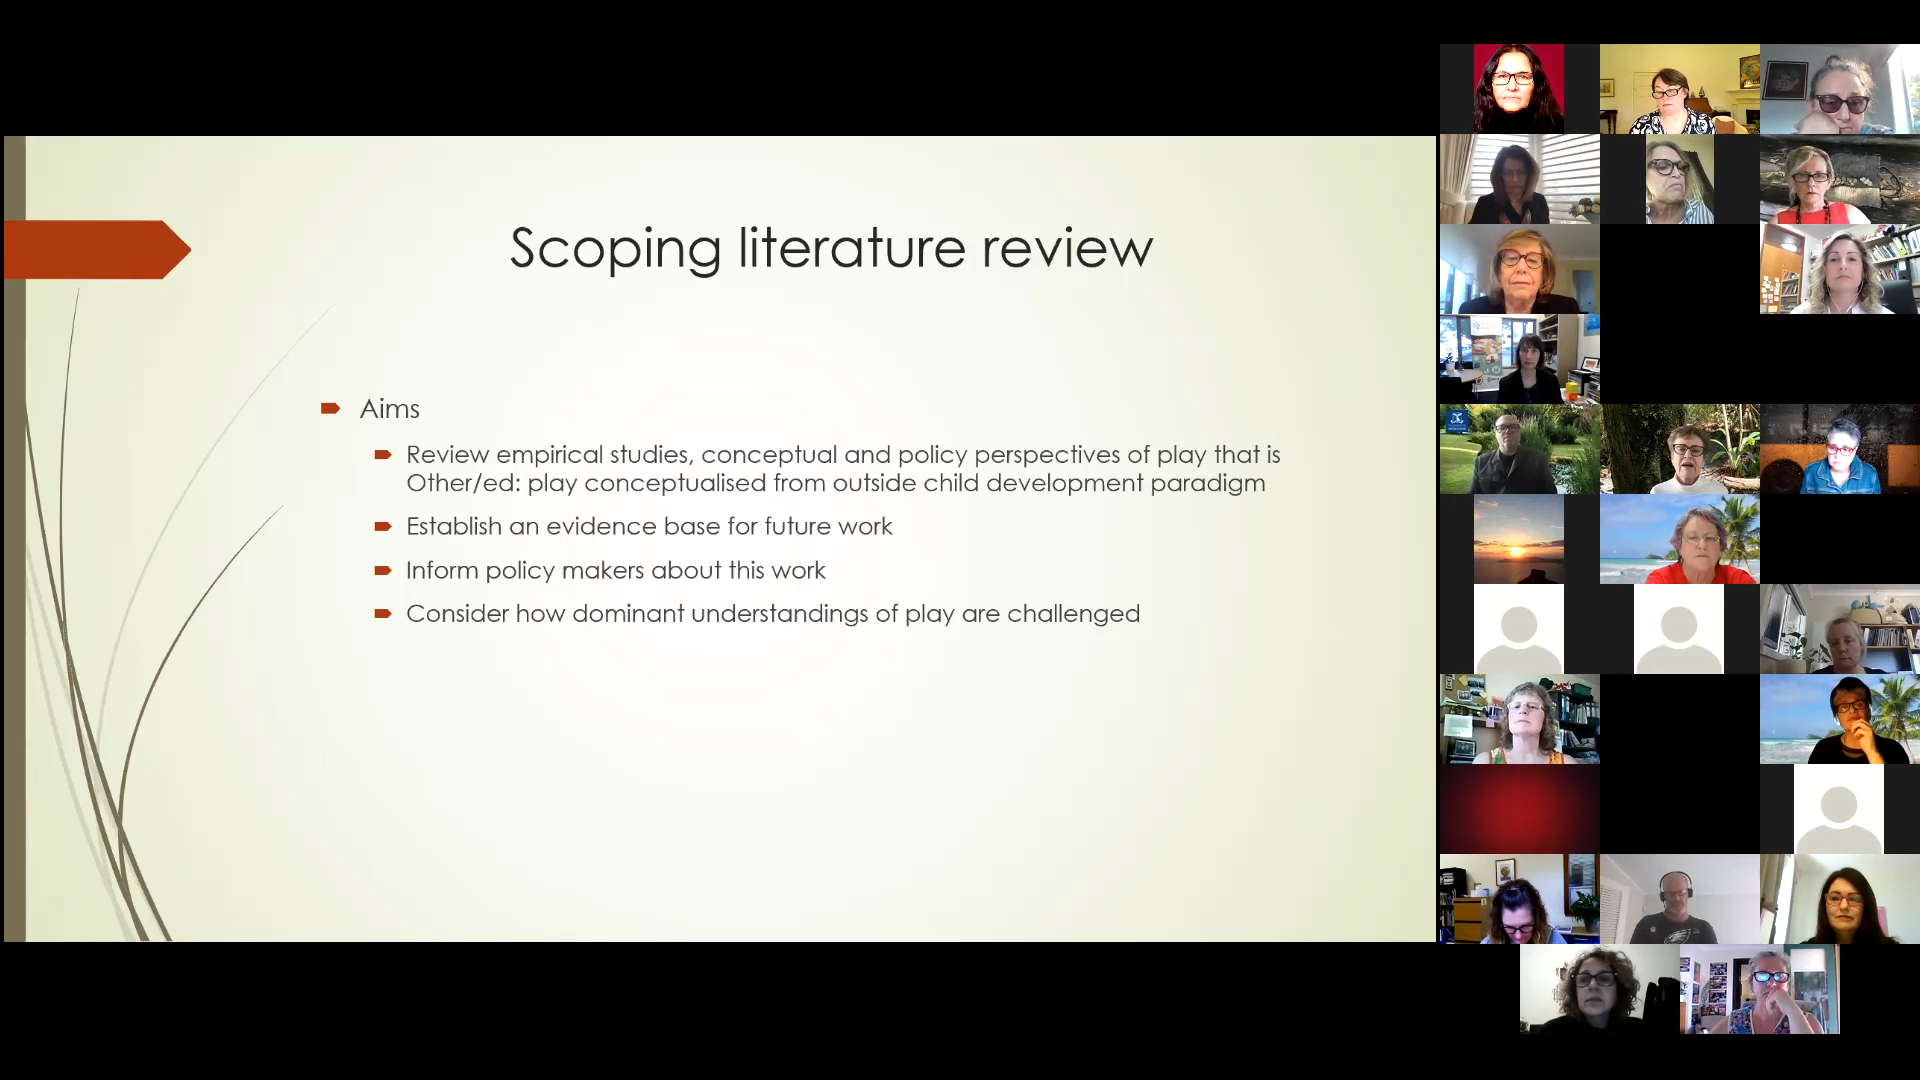 Scoping literature review
Aims
Review empirical studies, conceptual and policy perspectives of play that is
Other/ed: play conceptualised from outside child development paradigm
Establish an evidence base for future work
Inform policy makers about this work
Consider how dominant understandings of play are challenged